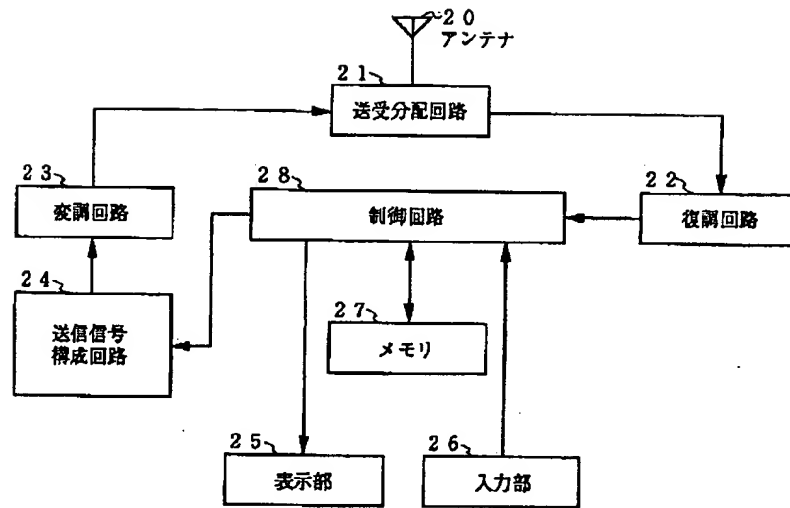 20
アンテナ
21
送受分配回路
23
変調回路
28
制御回路
22
復調回路
24
送信信号
構成回路
27
メモリ
25
表示部
26
入力部